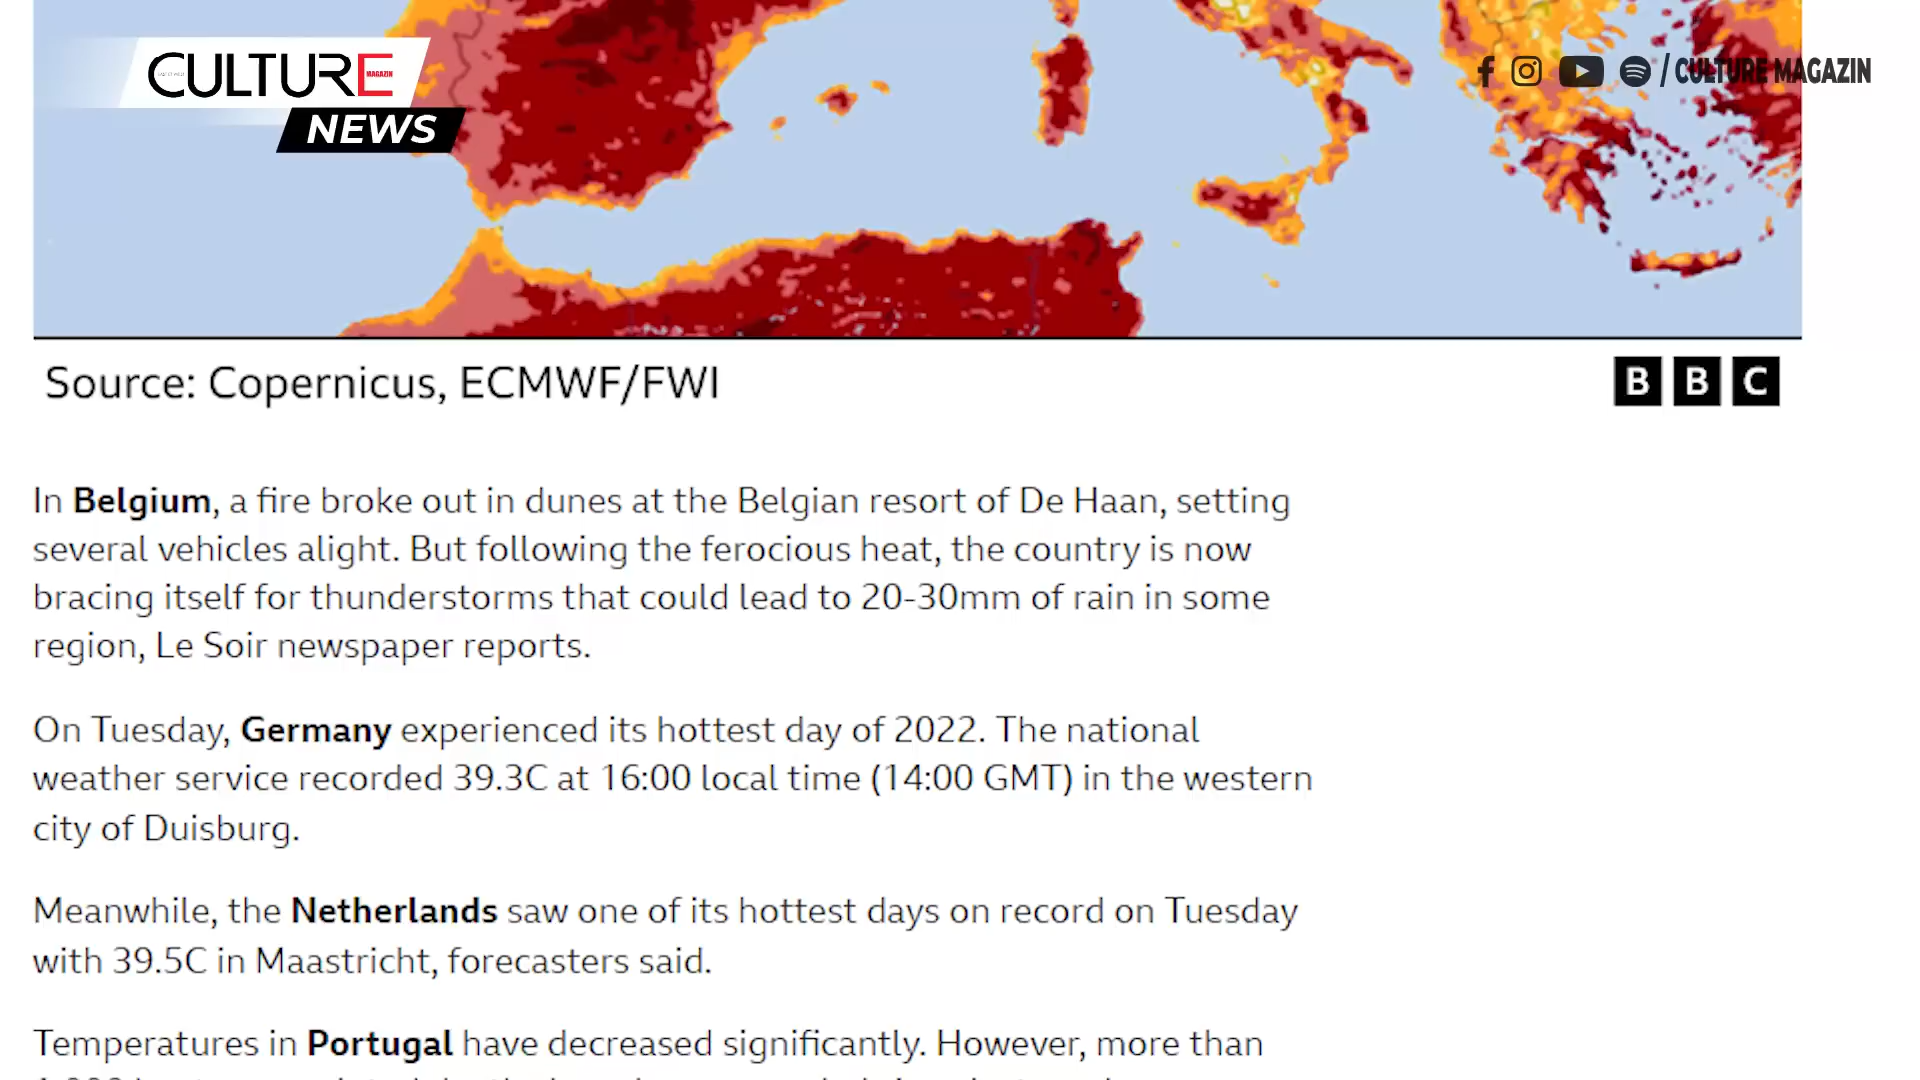 CULTURE
MAGAZIN
NEWS
/ CULTURE MAGAZIN
Source: Copernicus, ECMWF/FWI
BBC
In Belgium, a fire broke out in dunes at the Belgian resort of De Haan, setting
several vehicles alight. But following the ferocious heat, the country is now
bracing itself for thunderstorms that could lead to 20-30mm of rain in some
region, Le Soir newspaper reports.
On Tuesday, Germany experienced its hottest day of 2022. The national
weather service recorded 39.3C at 16:00 local time (14:00 GMT) in the western
city of Duisburg.
Meanwhile, the Netherlands saw one of its hottest days on record on Tuesday
with 39.5C in Maastricht, forecasters said.
Temperatures in Portugal have decreased significantly. However, more than